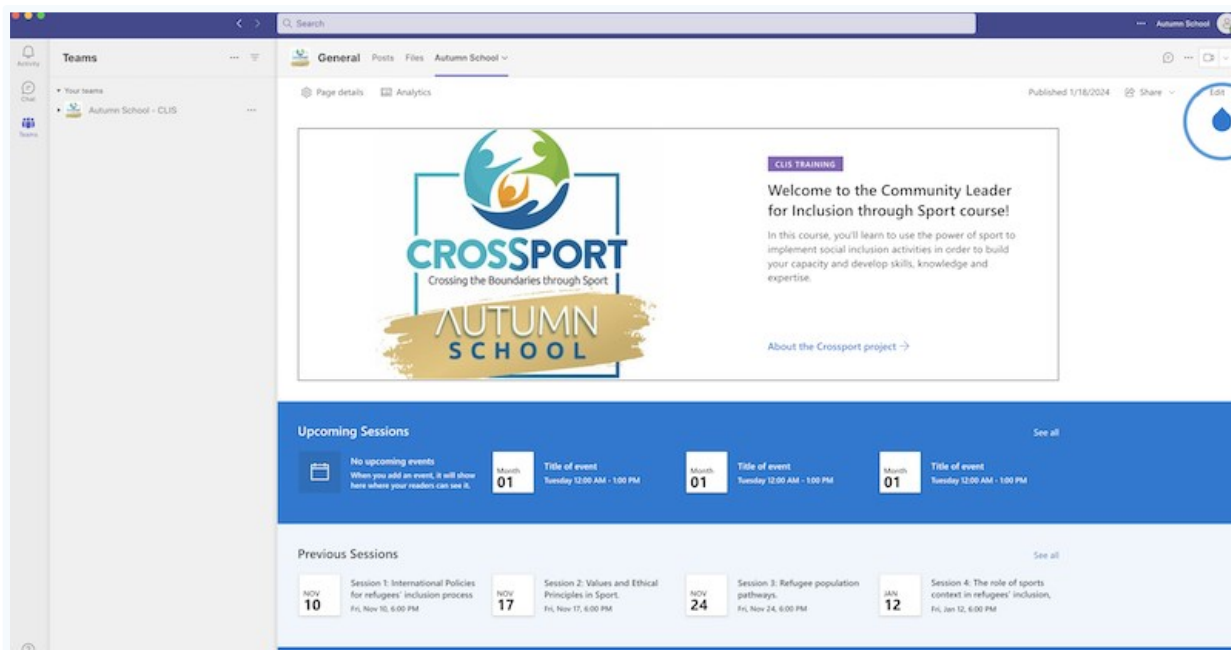 Search
Autumn School
Activity
Chat
Teams
Teams
Your teams
Autumn School - CLIS
General Posts Files Autumn School
Page details Analytics
Published 1/18/2024 Share Edit
CROSSPORT
Crossing the Boundaries through Sport
AUTUMN
SCHOOL
CLIS TRAINING
Welcome to the Community Leader
for Inclusion through Sport course!
In this course, you'll learn to use the power of sport to
implement social inclusion activities in order to build
your capacity and develop skills, knowledge and
expertise.
About the Crossport project →
Upcoming Sessions
See all
No upcoming events
When you add an event, it will show
here where your readers can see it.
Month
01
Title of event
Tuesday 12:00 AM - 1:00 PM
Month
01
Title of event
Tuesday 12:00 AM - 1:00 PM
Month
01
Title of event
Tuesday 12:00 AM - 1:00 PM
Previous Sessions
See all
NOV
10
Session 1: International Policies
for refugees' inclusion process
Fri, Nov 10, 6:00 PM
NOV
17
Session 2: Values and Ethical
Principles in Sport.
Fri, Nov 17, 6:00 PM
NOV
24
Session 3: Refugee population
pathways.
Fri, Nov 24, 6:00 PM
JAN
12
Session 4: The role of sports
context in refugees' inclusion,
Fri, Jan 12, 6:00 PM